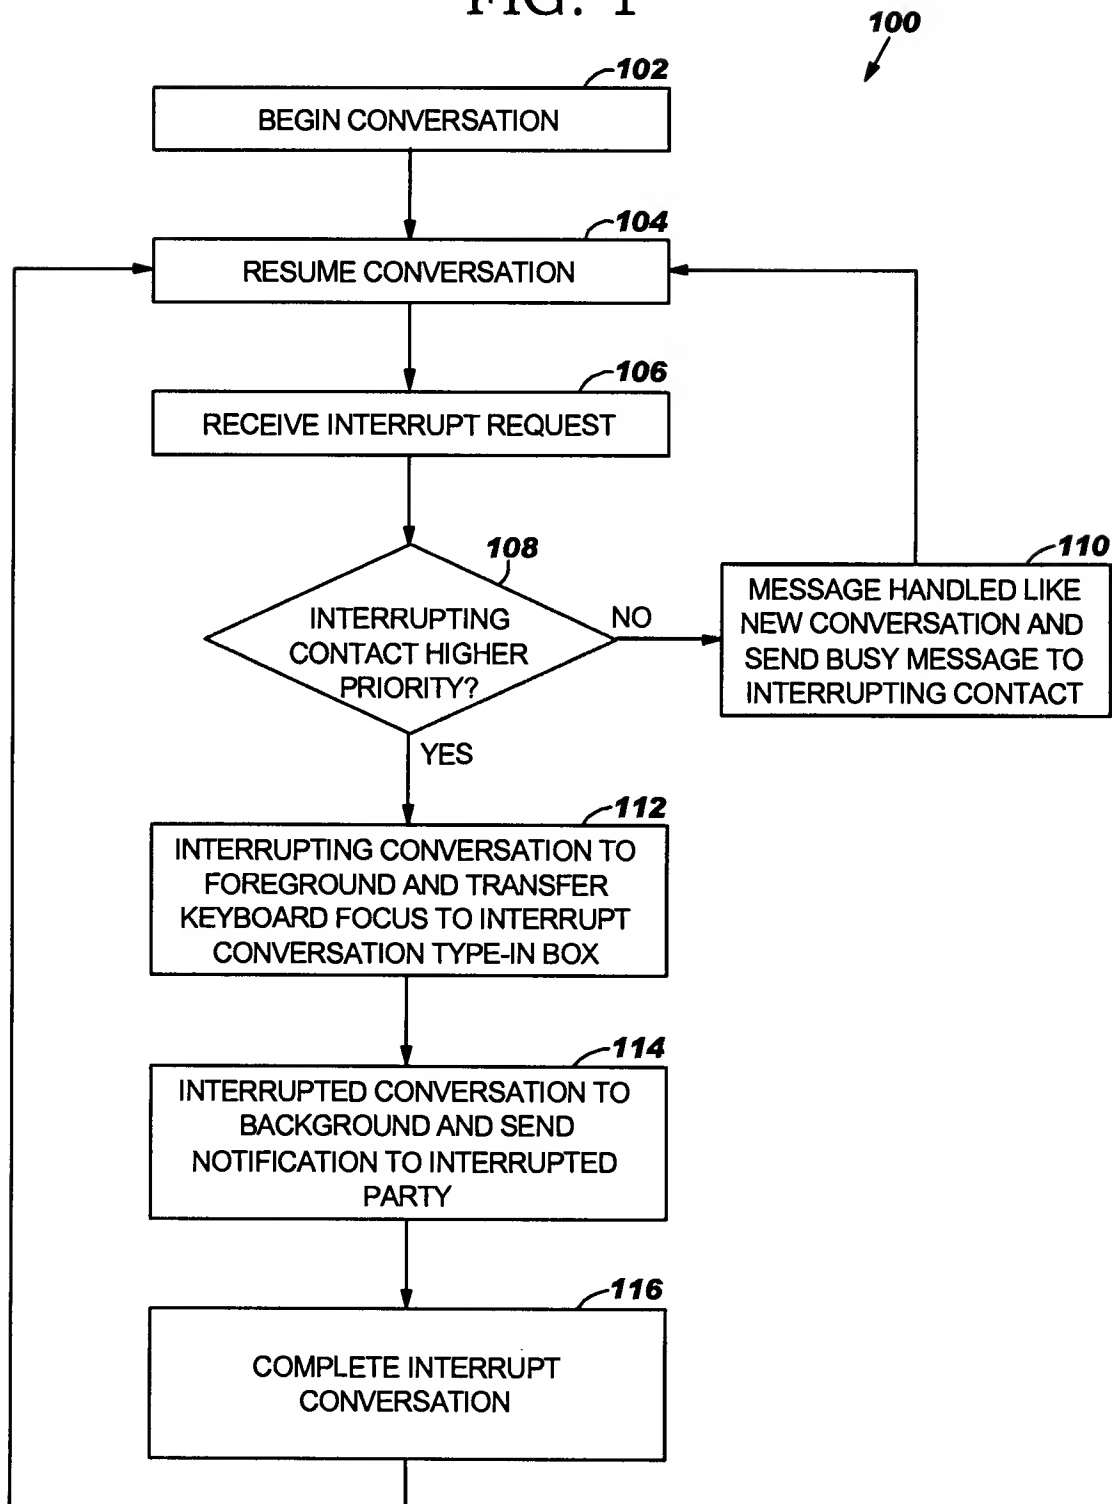 FIG. 1
100
102
BEGIN CONVERSATION
104
RESUME CONVERSATION
106
RECEIVE INTERRUPT REQUEST
108
INTERRUPTING
CONTACT HIGHER
PRIORITY?
NO
110
MESSAGE HANDLED LIKE
NEW CONVERSATION AND
SEND BUSY MESSAGE TO
INTERRUPTING CONTACT
YES
112
INTERRUPTING CONVERSATION TO
FOREGROUND AND TRANSFER
KEYBOARD FOCUS TO INTERRUPT
CONVERSATION TYPE-IN BOX
114
INTERRUPTED CONVERSATION TO
BACKGROUND AND SEND
NOTIFICATION TO INTERRUPTED
PARTY
116
COMPLETE INTERRUPT
CONVERSATION